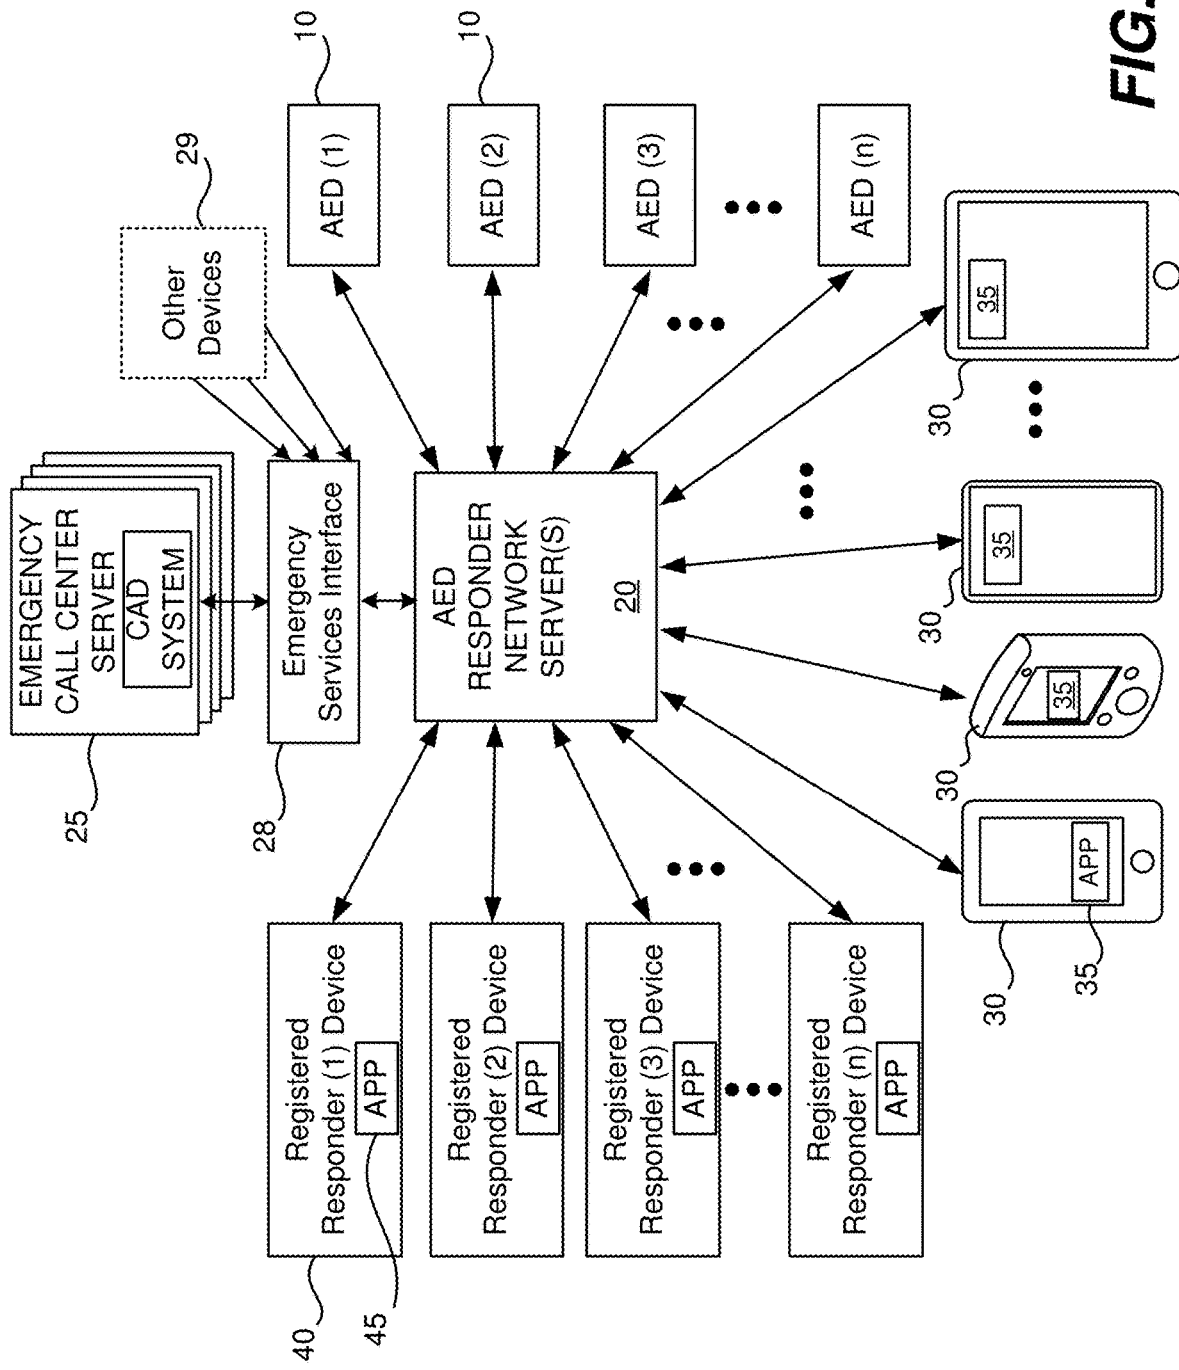 EMERGENCY
CALL CENTER
SERVER
CAD
SYSTEM
25
Other
Devices
29
Emergency
Services Interface
28
10
AED (1)
10
AED (2)
AED (3)
AED (n)
AED
RESPONDER
NETWORK
SERVER(S)
20
Registered
Responder (1) Device
APP
40
45
Registered
Responder (2) Device
APP
Registered
Responder (3) Device
APP
Registered
Responder (n) Device
APP
30
APP
35
30
35
30
35
30
35
FIG.